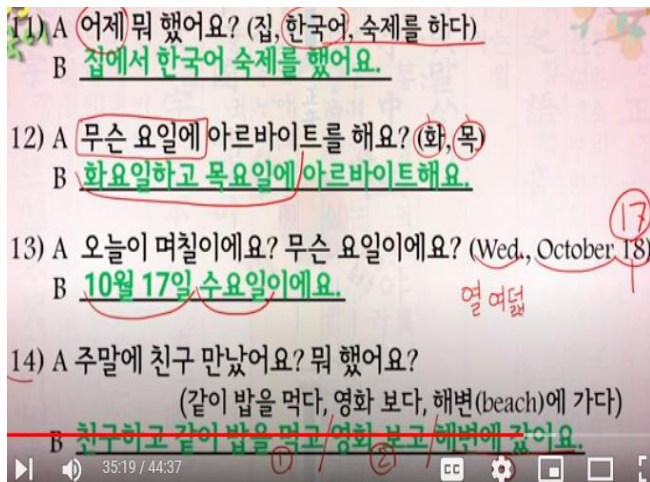 11) A 어제 뭐 했어요? (집, 한국어, 숙제를 하다)
B 집에서 한국어 숙제를 했어요.
12) A 무슨 요일에 아르바이트를 해요? (화, 목)
B 화요일하고 목요일에 아르바이트해요.
17
13) A 오늘이 며칠이에요? 무슨 요일이에요? (Wed., October 18)
B 10월 17일 수요일이에요.
열 여덟
14) A 주말에 친구 만났어요? 뭐 했어요?
(같이 밥을 먹다, 영화 보다, 해변(beach)에 가다)
B 친구하고 같이 밥을 먹고 영화 보고 해변에 갔어요.
① ②
35:19 / 44:37
CC